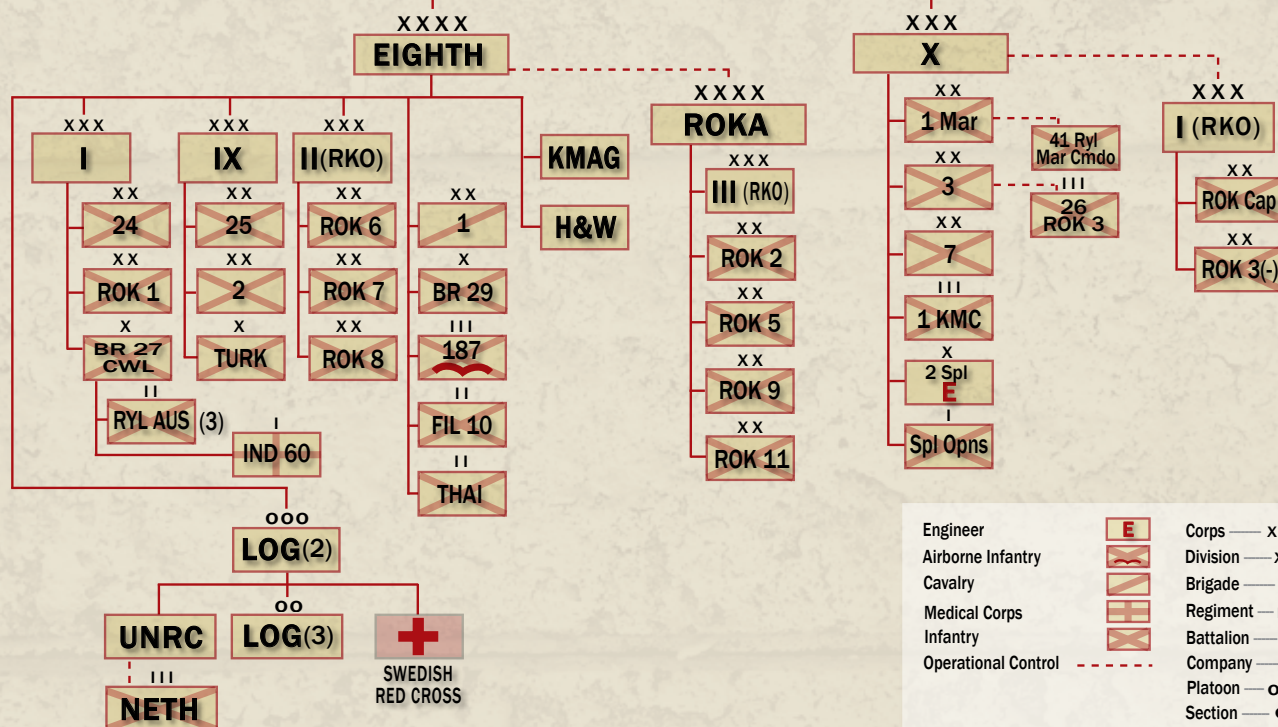 XXXX
EIGHTH
XXX
X
XXXX
ROKA
XXX
I (RKO)
XXX
I
XXX
IX
XXX
II (RKO)
KMAG
H&W
XX
24
XX
ROK 1
X
BR 27
CWL
II
RYL AUS (3)
I
IND 60
XX
25
XX
2
X
TURK
XX
ROK 6
XX
ROK 7
XX
ROK 8
XX
1
X
BR 29
III
187
II
FIL 10
II
THAI
XXX
III (RKO)
XX
ROK 2
XX
ROK 5
XX
ROK 9
XX
ROK 11
XX
1 Mar
41 Ryl
Mar Cmdo
XX
3
III
26
ROK 3
XX
7
III
1 KMC
X
2 Spl
E
I
Spl Opns
XX
ROK Cap
XX
ROK 3(-)
ooo
LOG(2)
UNRC
oo
LOG(3)
SWEDISH
RED CROSS
III
NETH
Engineer E
Airborne Infantry
Cavalry
Medical Corps
Infantry
Operational Control
Corps X
Division
Brigade
Regiment
Battalion
Company
Platoon o
Section